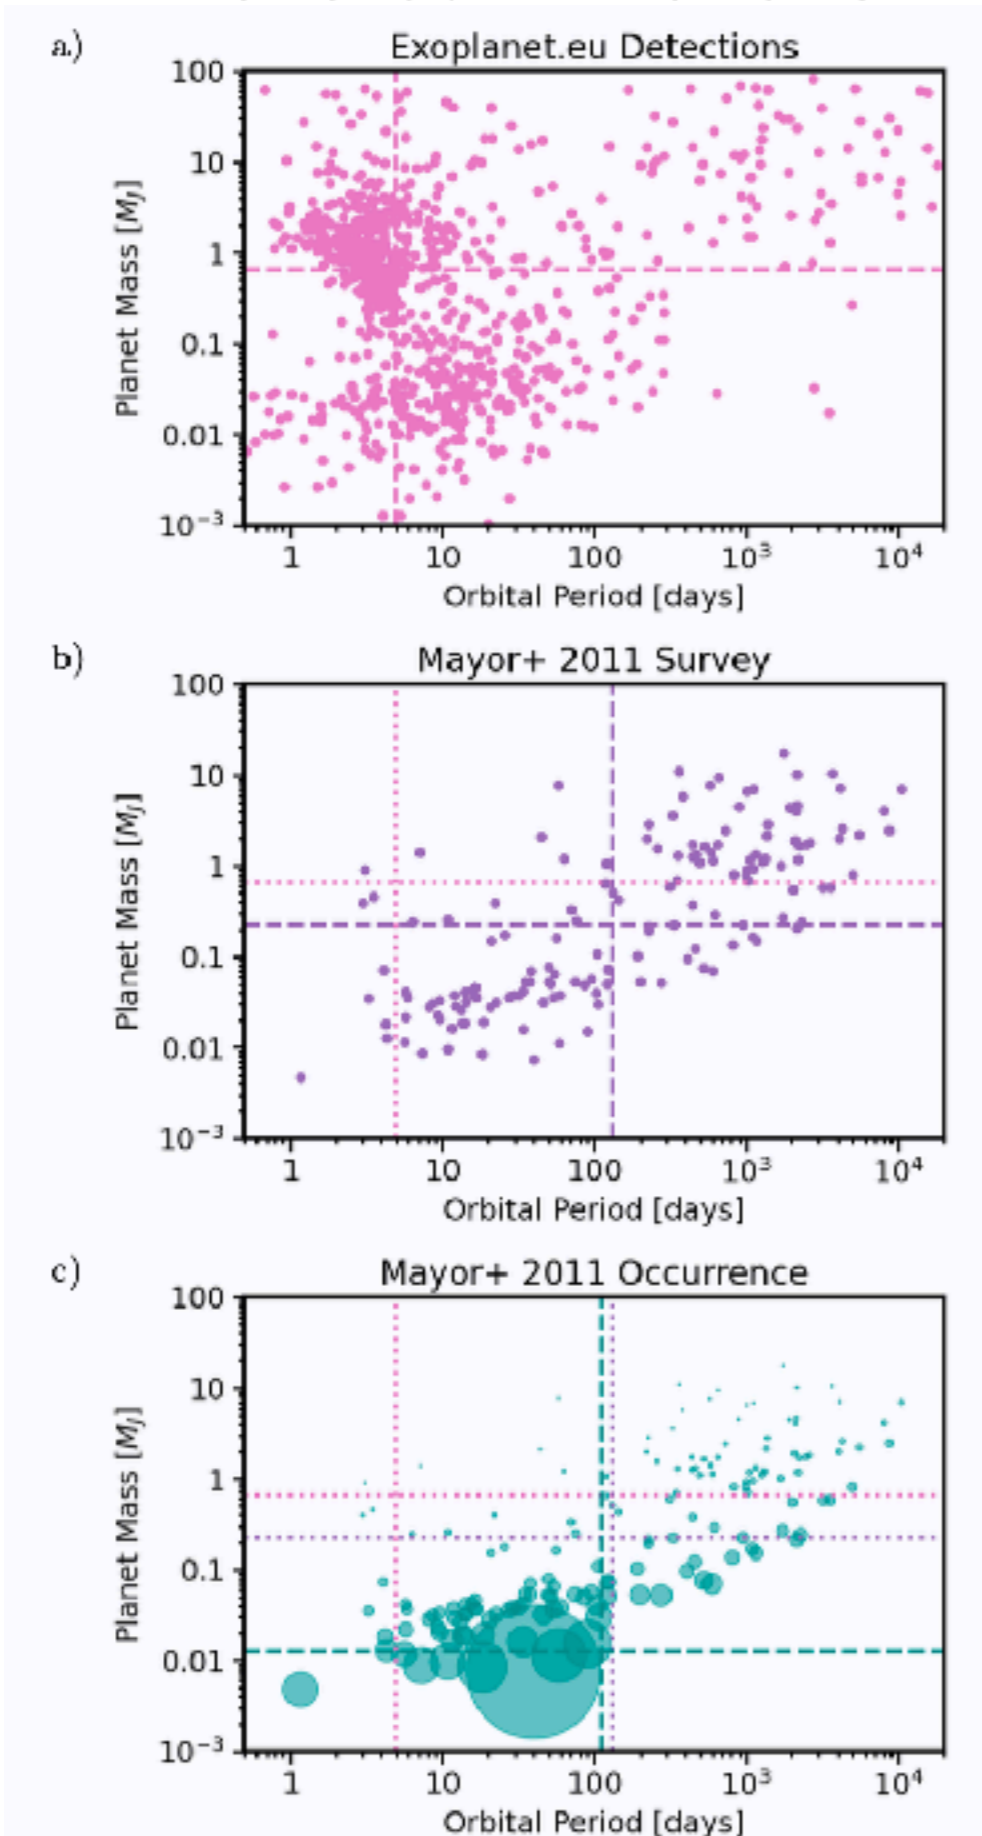 a.)
Exoplanet.eu Detections
100
10
1
0.1
0.01
10⁻³
Planet Mass [M_J]
1 10 100 10³ 10⁴
Orbital Period [days]
b)
Mayor+ 2011 Survey
100
10
1
0.1
0.01
10⁻³
Planet Mass [M_J]
1 10 100 10³ 10⁴
Orbital Period [days]
c)
Mayor+ 2011 Occurrence
100
10
1
0.1
0.01
10⁻³
Planet Mass [M_J]
1 10 100 10³ 10⁴
Orbital Period [days]